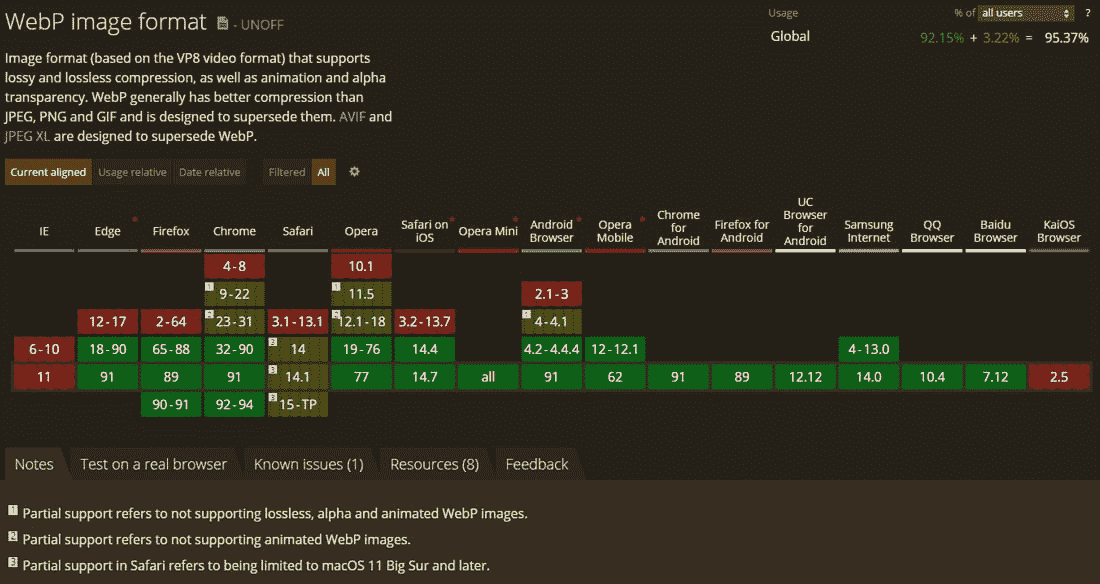 WebP image format - UNOFF
Usage % of all users ?
Global 92.15% + 3.22% = 95.37%
Image format (based on the VP8 video format) that supports
lossy and lossless compression, as well as animation and alpha
transparency. WebP generally has better compression than
JPEG, PNG and GIF and is designed to supersede them. AVIF and
JPEG XL are designed to supersede WebP.
Current aligned Usage relative Date relative Filtered All
IE Edge * Firefox Chrome Safari Opera Safari on iOS * Opera Mini * Android Browser * Opera Mobile * Chrome for Android Firefox for Android UC Browser for Android Samsung Internet QQ Browser Baidu Browser KaiOS Browser
4-8 10.1
1 9-22 1 11.5 2.1-3
12-17 2-64 2 23-31 3.1-13.1 2 12.1-18 3.2-13.7 1 4-4.1
6-10 18-90 65-88 32-90 3 14 19-76 14.4 4.2-4.4.4 12-12.1 4-13.0
11 91 89 91 3 14.1 77 14.7 all 91 62 91 89 12.12 14.0 10.4 7.12 2.5
90-91 92-94 3 15-TP
Notes Test on a real browser Known issues (1) Resources (8) Feedback
1 Partial support refers to not supporting lossless, alpha and animated WebP images.
2 Partial support refers to not supporting animated WebP images.
3 Partial support in Safari refers to being limited to macOS 11 Big Sur and later.